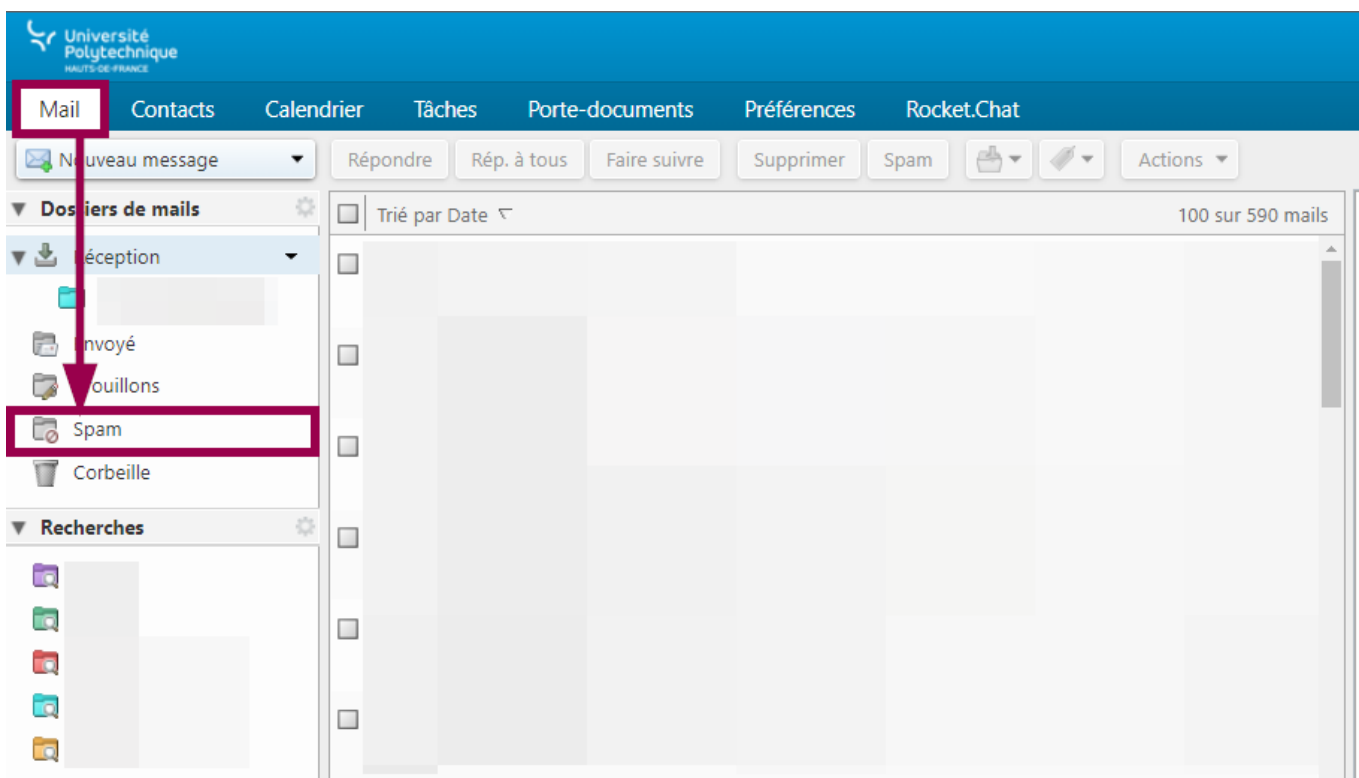 Université
Polytechnique
HAUTS-DE-FRANCE
Mail Contacts Calendrier Tâches Porte-documents Préférences Rocket.Chat
Nouveau message Répondre Rép. à tous Faire suivre Supprimer Spam Actions
Dossiers de mails
Trié par Date 100 sur 590 mails
Réception
Envoyé
Brouillons
Spam
Corbeille
Recherches